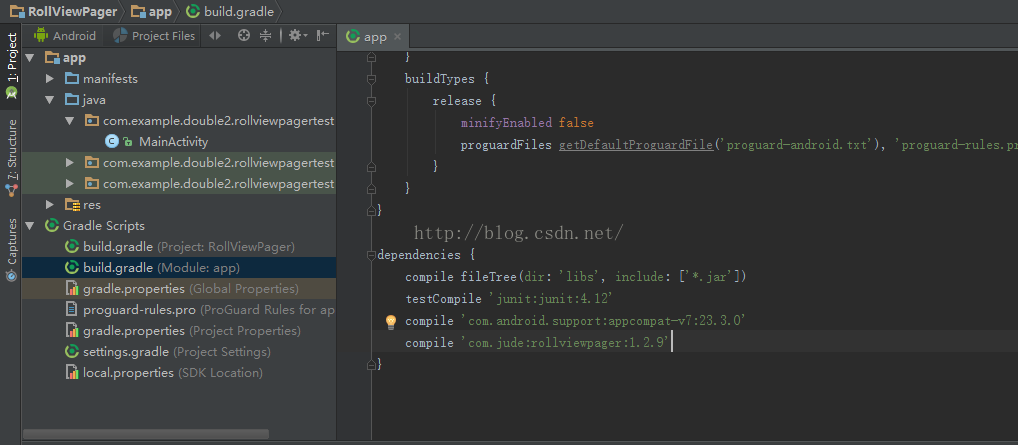 RollViewPager app build.gradle
1: Project
7: Structure
Captures
Android Project Files
app
manifests
java
com.example.double2.rollviewpagertest
MainActivity
com.example.double2.rollviewpagertest
com.example.double2.rollviewpagertest
res
Gradle Scripts
build.gradle (Project: RollViewPager)
build.gradle (Module: app)
gradle.properties (Global Properties)
proguard-rules.pro (ProGuard Rules for ap
gradle.properties (Project Properties)
settings.gradle (Project Settings)
local.properties (SDK Location)
app
}
buildTypes {
release {
minifyEnabled false
proguardFiles getDefaultProguardFile('proguard-android.txt'), 'proguard-rules.pr
}
}
}
http://blog.csdn.net/
dependencies {
compile fileTree(dir: 'libs', include: ['*.jar'])
testCompile 'junit:junit:4.12'
compile 'com.android.support:appcompat-v7:23.3.0'
compile 'com.jude:rollviewpager:1.2.9'
}